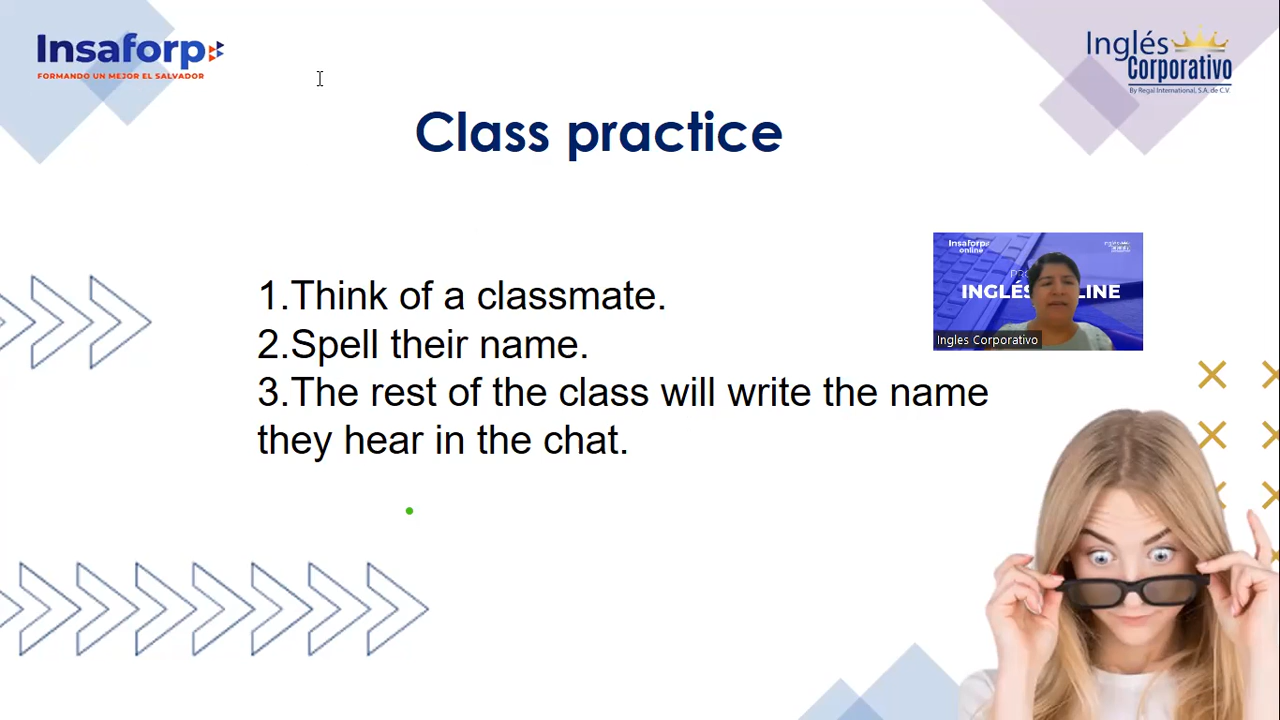 Insaforp
FORMANDO UN MEJOR EL SALVADOR
Inglés
Corporativo
By Regal International, S.A. de C.V.
Class practice
1.Think of a classmate.
2.Spell their name.
3.The rest of the class will write the name
they hear in the chat.
Insaforp
online
INGLÉS LINE
Ingles Corporativo